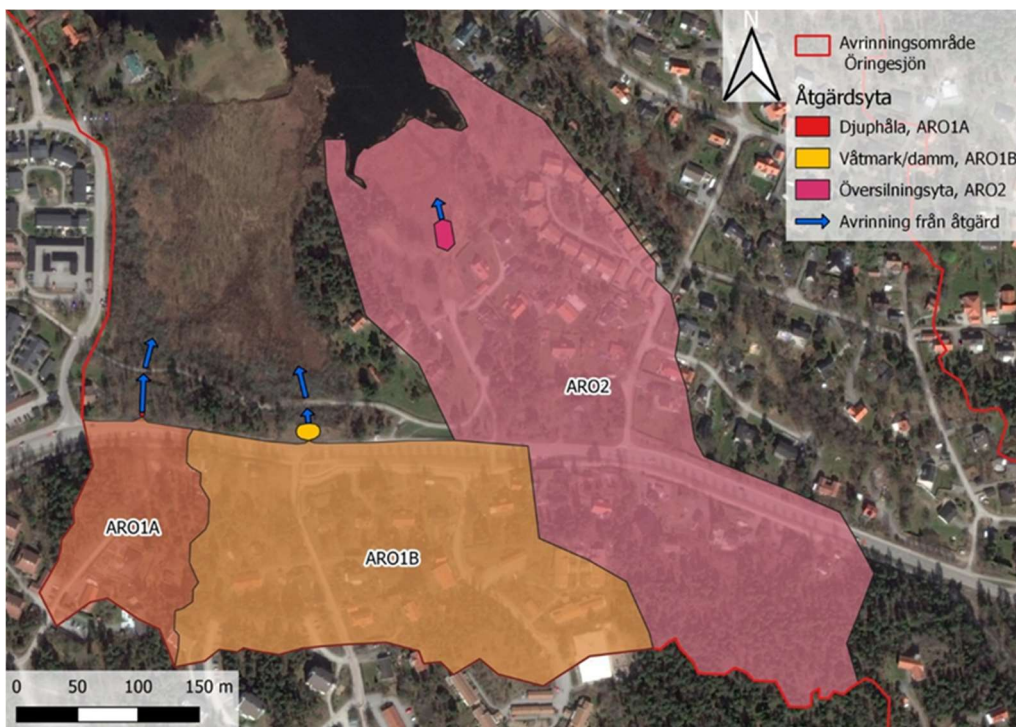 N
Avrinningsområde
Öringesjön
Åtgärdsyta
Djuphåla, ARO1A
Våtmark/damm, ARO1B
Översilningsyta, ARO2
Avrinning från åtgärd
ARO2
ARO1A
ARO1B
0 50 100 150 m